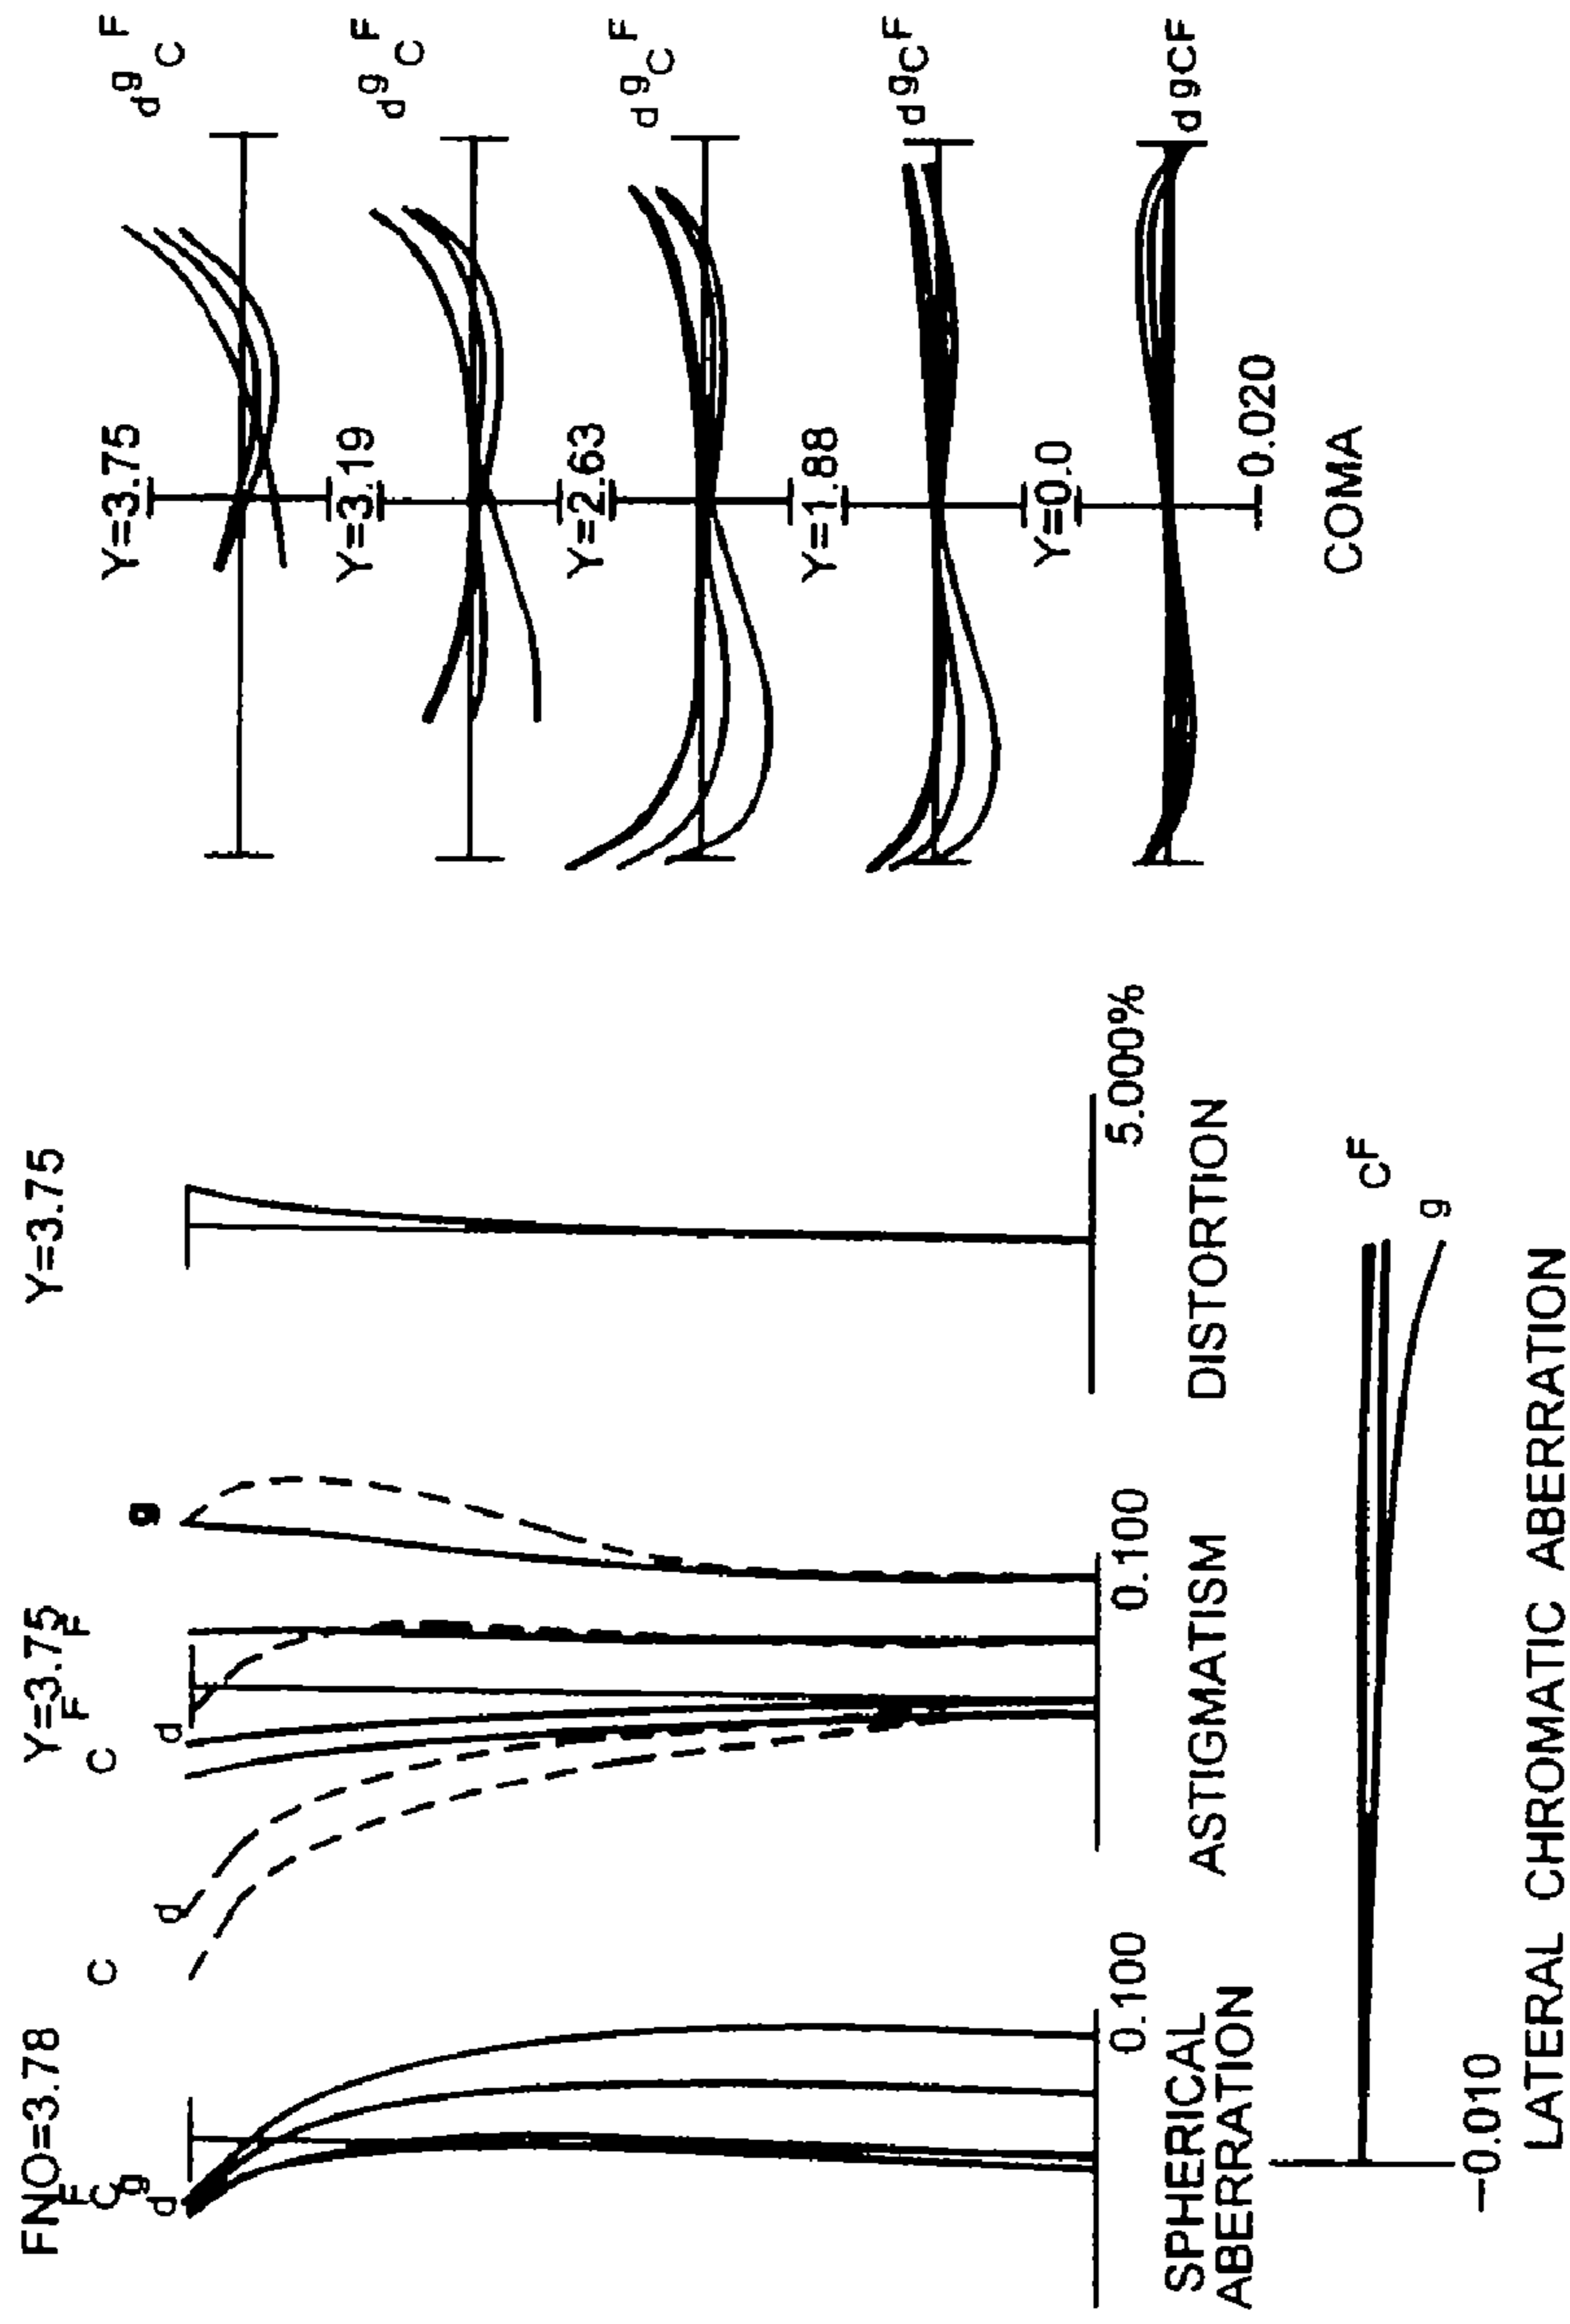 FNO=3.78
F
C
g
d
SPHERICAL
ABERRATION
0.100
Y=3.75
C
d
C
d
F
F
g
ASTIGMATISM
0.100
Y=3.75
DISTORTION
5.000%
Y=3.75
d g C F
Y=3.19
d g C F
Y=2.63
d g C F
Y=1.88
d g C F
Y=0.0
d g C F
0.020
COMA
C F
g
−0.010
LATERAL CHROMATIC ABERRATION